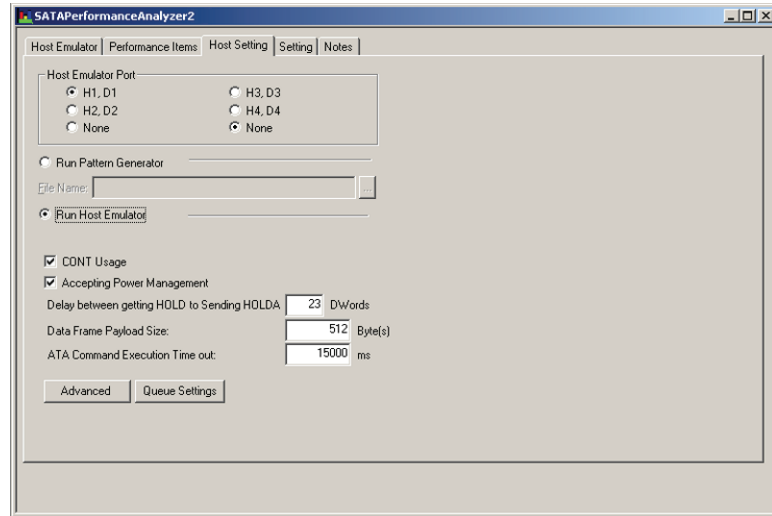 SATAPerformanceAnalyzer2
Host Emulator Performance Items Host Setting Setting Notes
Host Emulator Port
H1, D1 H3, D3
H2, D2 H4, D4
None None
Run Pattern Generator
File Name: ...
Run Host Emulator
CONT Usage
Accepting Power Management
Delay between getting HOLD to Sending HOLDA 23 DWords
Data Frame Payload Size: 512 Byte(s)
ATA Command Execution Time out: 15000 ms
Advanced Queue Settings